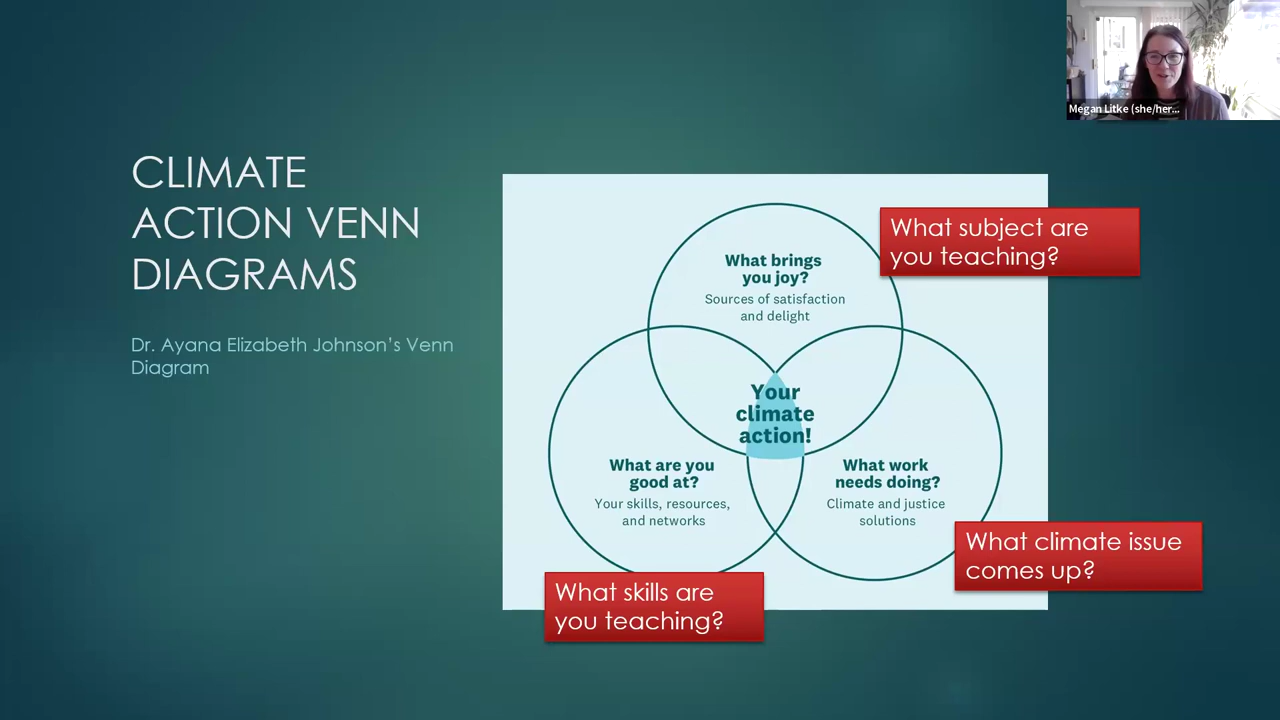 Megan Litke (she/her...
CLIMATE
ACTION VENN
DIAGRAMS
Dr. Ayana Elizabeth Johnson’s Venn
Diagram
What subject are
you teaching?
What brings
you joy?
Sources of satisfaction
and delight
Your
climate
action!
What are you
good at?
Your skills, resources,
and networks
What work
needs doing?
Climate and justice
solutions
What climate issue
comes up?
What skills are
you teaching?